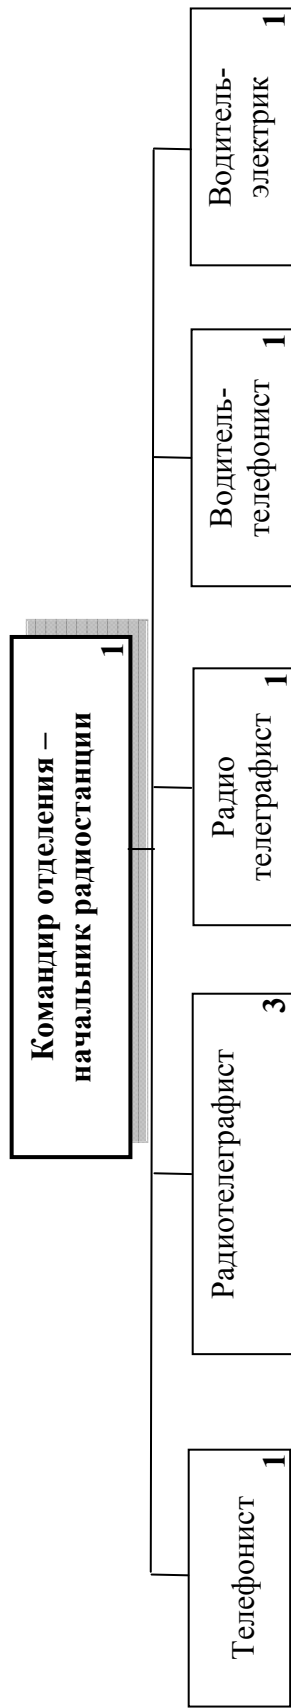 Командир отделения –
начальник радиостанции
1
Телефонист
1
Радиотелеграфист
3
Радио
телеграфист
1
Водитель-
телефонист
1
Водитель-
электрик
1